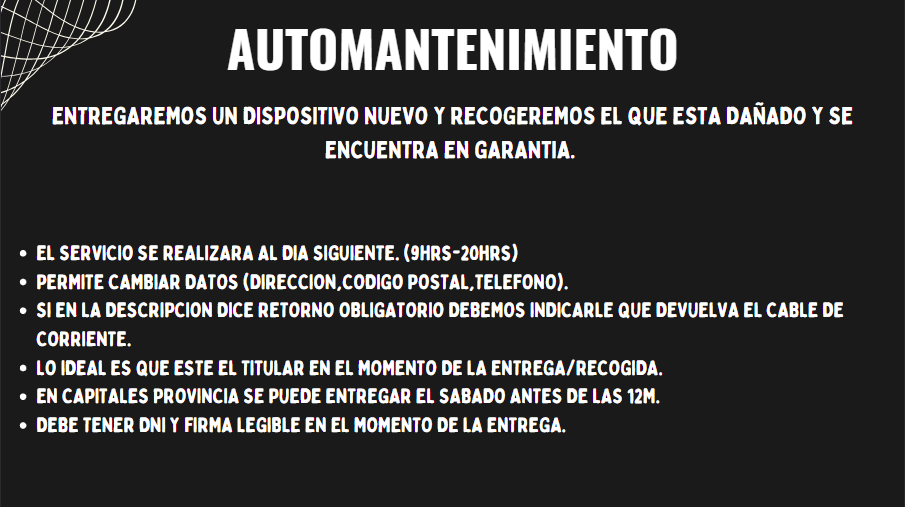 AUTOMANTENIMIENTO
ENTREGAREMOS UN DISPOSITIVO NUEVO Y RECOGEREMOS EL QUE ESTA DAÑADO Y SE
ENCUENTRA EN GARANTIA.
• EL SERVICIO SE REALIZARA AL DIA SIGUIENTE. (9HRS-20HRS)
• PERMITE CAMBIAR DATOS (DIRECCION,CODIGO POSTAL,TELEFONO).
• SI EN LA DESCRIPCION DICE RETORNO OBLIGATORIO DEBEMOS INDICARLE QUE DEVUELVA EL CABLE DE
CORRIENTE.
• LO IDEAL ES QUE ESTE EL TITULAR EN EL MOMENTO DE LA ENTREGA/RECOGIDA.
• EN CAPITALES PROVINCIA SE PUEDE ENTREGAR EL SABADO ANTES DE LAS 12M.
• DEBE TENER DNI Y FIRMA LEGIBLE EN EL MOMENTO DE LA ENTREGA.